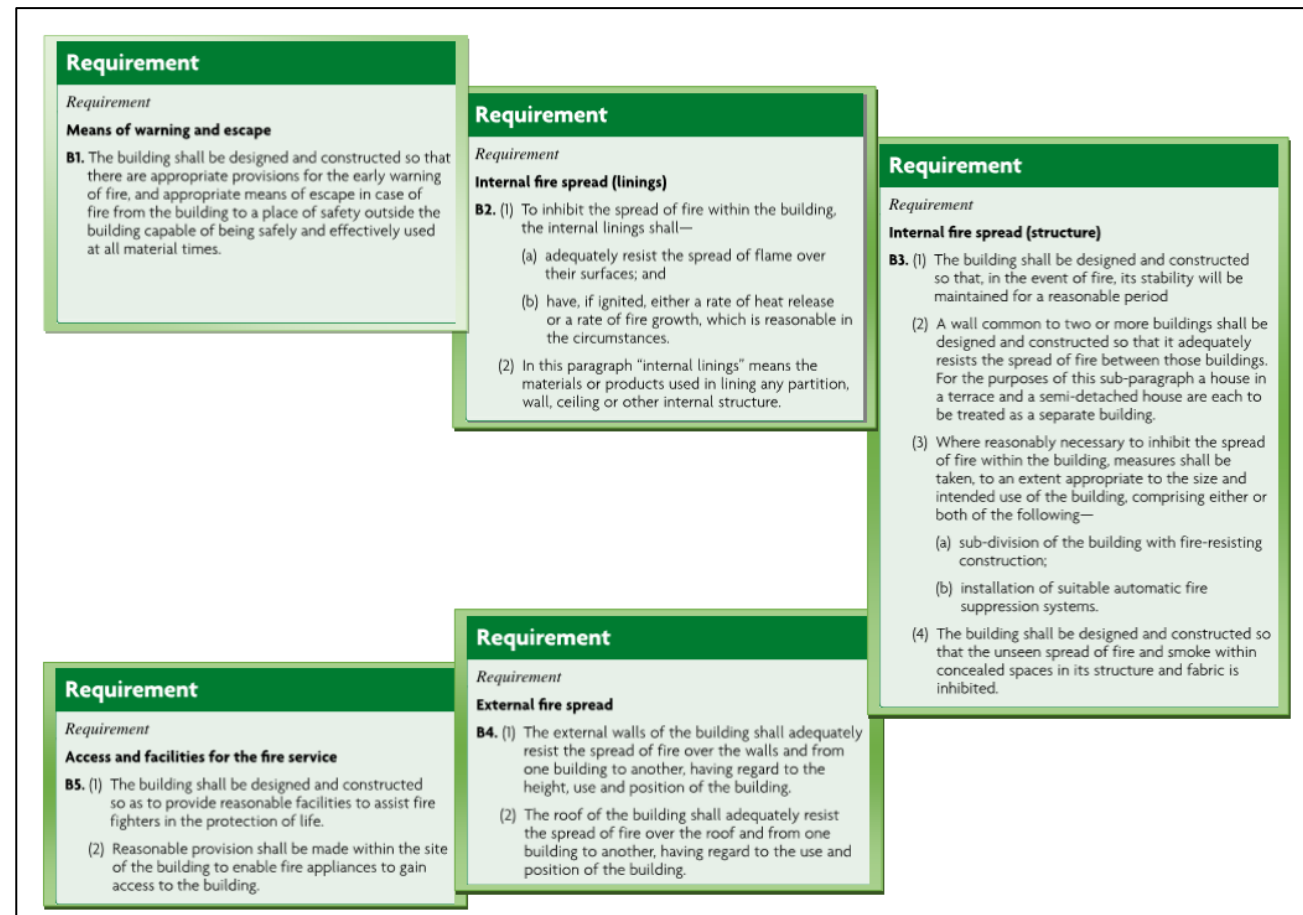 Requirement
Requirement
Means of warning and escape
B1. The building shall be designed and constructed so that
there are appropriate provisions for the early warning
of fire, and appropriate means of escape in case of
fire from the building to a place of safety outside the
building capable of being safely and effectively used
at all material times.
Requirement
Requirement
Internal fire spread (linings)
B2. (1) To inhibit the spread of fire within the building,
the internal linings shall—
(a) adequately resist the spread of flame over
their surfaces; and
(b) have, if ignited, either a rate of heat release
or a rate of fire growth, which is reasonable in
the circumstances.
(2) In this paragraph “internal linings” means the
materials or products used in lining any partition,
wall, ceiling or other internal structure.
Requirement
Requirement
Internal fire spread (structure)
B3. (1) The building shall be designed and constructed
so that, in the event of fire, its stability will be
maintained for a reasonable period
(2) A wall common to two or more buildings shall be
designed and constructed so that it adequately
resists the spread of fire between those buildings.
For the purposes of this sub-paragraph a house in
a terrace and a semi-detached house are each to
be treated as a separate building.
(3) Where reasonably necessary to inhibit the spread
of fire within the building, measures shall be
taken, to an extent appropriate to the size and
intended use of the building, comprising either or
both of the following—
(a) sub-division of the building with fire-resisting
construction;
(b) installation of suitable automatic fire
suppression systems.
(4) The building shall be designed and constructed so
that the unseen spread of fire and smoke within
concealed spaces in its structure and fabric is
inhibited.
Requirement
Requirement
External fire spread
B4. (1) The external walls of the building shall adequately
resist the spread of fire over the walls and from
one building to another, having regard to the
height, use and position of the building.
(2) The roof of the building shall adequately resist
the spread of fire over the roof and from one
building to another, having regard to the use and
position of the building.
Requirement
Requirement
Access and facilities for the fire service
B5. (1) The building shall be designed and constructed
so as to provide reasonable facilities to assist fire
fighters in the protection of life.
(2) Reasonable provision shall be made within the site
of the building to enable fire appliances to gain
access to the building.